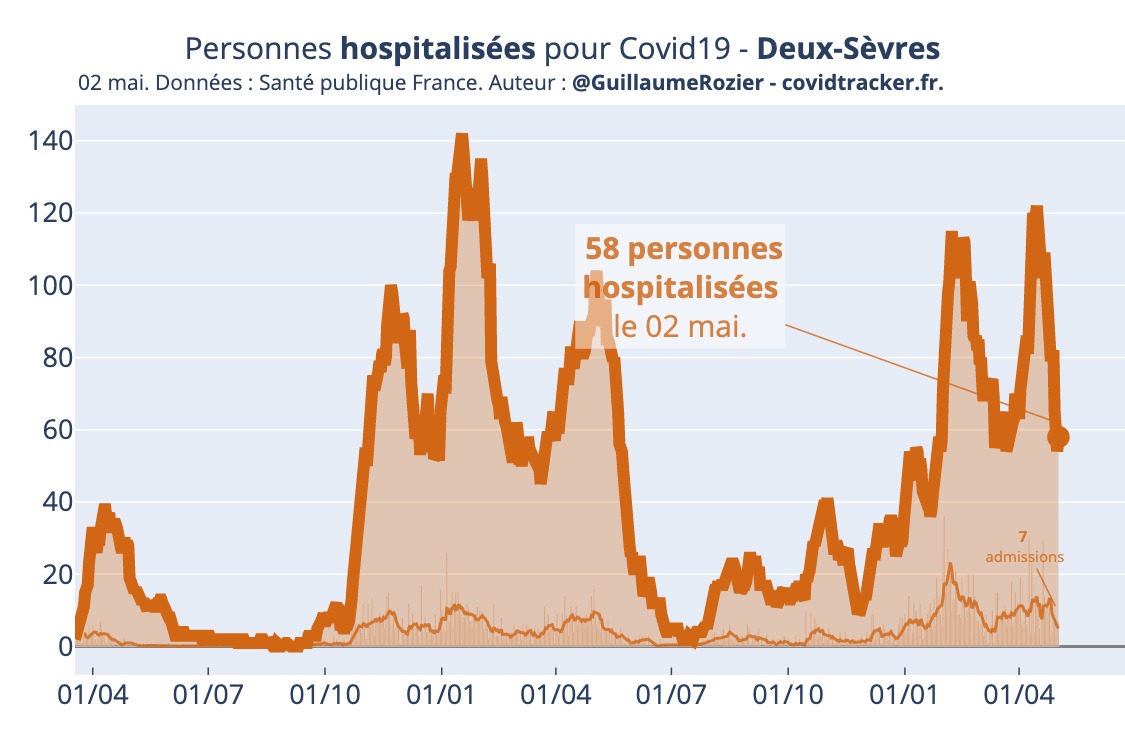 Personnes hospitalisées pour Covid19 - Deux-Sèvres
02 mai. Données : Santé publique France. Auteur : @GuillaumeRozier - covidtracker.fr.
140
120
100
80
60
40
20
0
58 personnes
hospitalisées
le 02 mai.
7
admissions
01/04 01/07 01/10 01/01 01/04 01/07 01/10 01/01 01/04